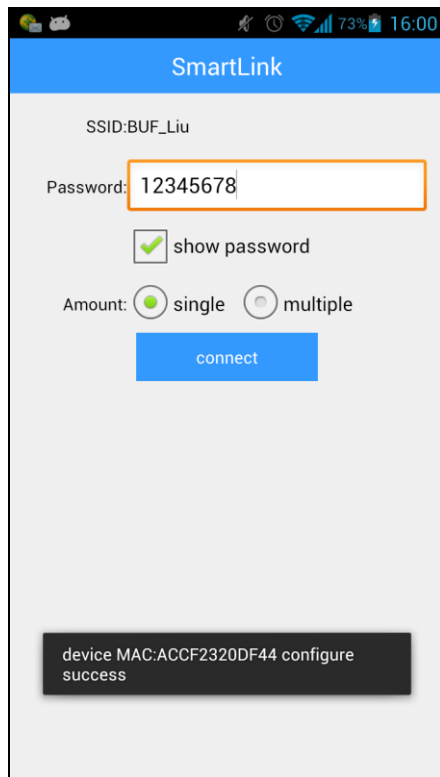 73% 16:00
SmartLink
SSID:BUF_Liu
Password: 12345678
show password
Amount: single multiple
connect
device MAC:ACCF2320DF44 configure
success